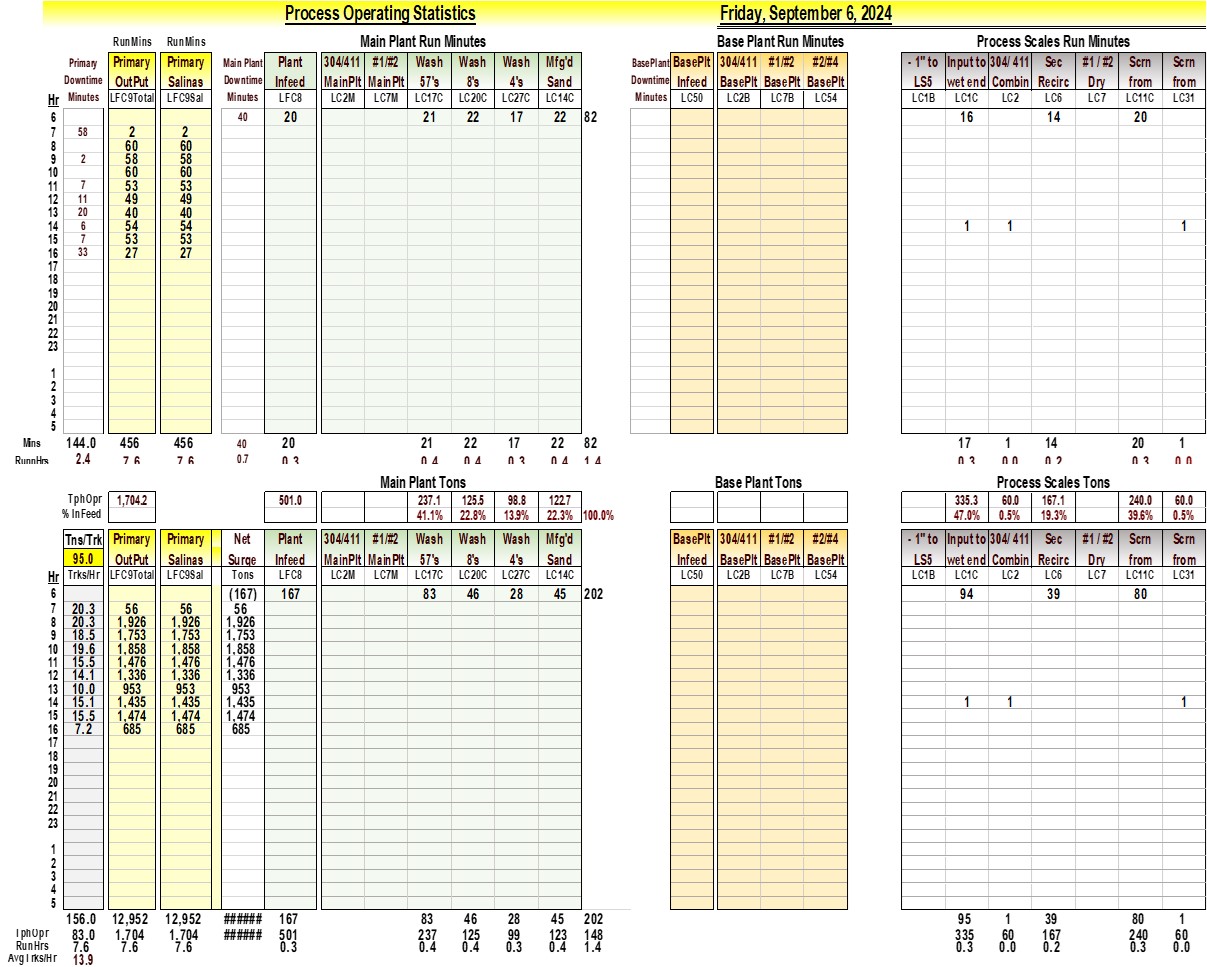 Process Operating Statistics Friday, September 6, 2024
RunMins RunMins Main Plant Run Minutes Base Plant Run Minutes Process Scales Run Minutes
Primary Primary Primary Main Plant Plant 304/411 #1/#2 Wash Wash Wash Mfg'd BasePlant BasePlt 304/411 #1/#2 #2/#4 - 1" to Input to 304/ 411 Sec #1 / #2 Scrn Scrn
Downtime OutPut Salinas Downtime Infeed MainPlt MainPlt 57's 8's 4's Sand Downtime Infeed BasePlt BasePlt BasePlt LS5 wet end Combin Recirc Dry from from
Hr Minutes LFC9Total LFC9Sal Minutes LFC8 LC2M LC7M LC17C LC20C LC27C LC14C Minutes LC50 LC2B LC7B LC54 LC1B LC1C LC2 LC6 LC7 LC11C LC31
6 40 20 21 22 17 22 82 16 14 20
7 58 2 2
8 60 60
9 2 58 58
10 60 60
11 7 53 53
12 11 49 49
13 20 40 40
14 6 54 54 1 1 1
15 7 53 53
16 33 27 27
17
18
19
20
21
22
23
1
2
3
4
5
Mins 144.0 456 456 40 20 21 22 17 22 82 17 1 14 20 1
RunnHrs 2.4 7.6 7.6 0.7 0.3 0.4 0.4 0.3 0.4 1.4 0.3 0.0 0.2 0.3 0.0
Main Plant Tons Base Plant Tons Process Scales Tons
TphOpr 1,704.2 501.0 237.1 125.5 98.8 122.7 335.3 60.0 167.1 240.0 60.0
% InFeed 41.1% 22.8% 13.9% 22.3% 100.0% 47.0% 0.5% 19.3% 39.6% 0.5%
Tns/Trk Primary Primary Net Plant 304/411 #1/#2 Wash Wash Wash Mfg'd BasePlt 304/411 #1/#2 #2/#4 - 1" to Input to 304/ 411 Sec #1 / #2 Scrn Scrn
95.0 OutPut Salinas Surge Infeed MainPlt MainPlt 57's 8's 4's Sand Infeed BasePlt BasePlt BasePlt LS5 wet end Combin Recirc Dry from from
Hr Trks/Hr LFC9Total LFC9Sal Tons LFC8 LC2M LC7M LC17C LC20C LC27C LC14C LC50 LC2B LC7B LC54 LC1B LC1C LC2 LC6 LC7 LC11C LC31
6 (167) 167 83 46 28 45 202 94 39 80
7 20.3 56 56 56
8 20.3 1,926 1,926 1,926
9 18.5 1,753 1,753 1,753
10 19.6 1,858 1,858 1,858
11 15.5 1,476 1,476 1,476
12 14.1 1,336 1,336 1,336
13 10.0 953 953 953
14 15.1 1,435 1,435 1,435 1 1 1
15 15.5 1,474 1,474 1,474
16 7.2 685 685 685
17
18
19
20
21
22
23
1
2
3
4
5
156.0 12,952 12,952 ###### 167 83 46 28 45 202 95 1 39 80 1
TphOpr 83.0 1,704 1,704 ###### 501 237 125 99 123 148 335 60 167 240 60
RunHrs 7.6 7.6 7.6 0.3 0.4 0.4 0.3 0.4 1.4 0.3 0.0 0.2 0.3 0.0
AvgTrks/Hr 13.9